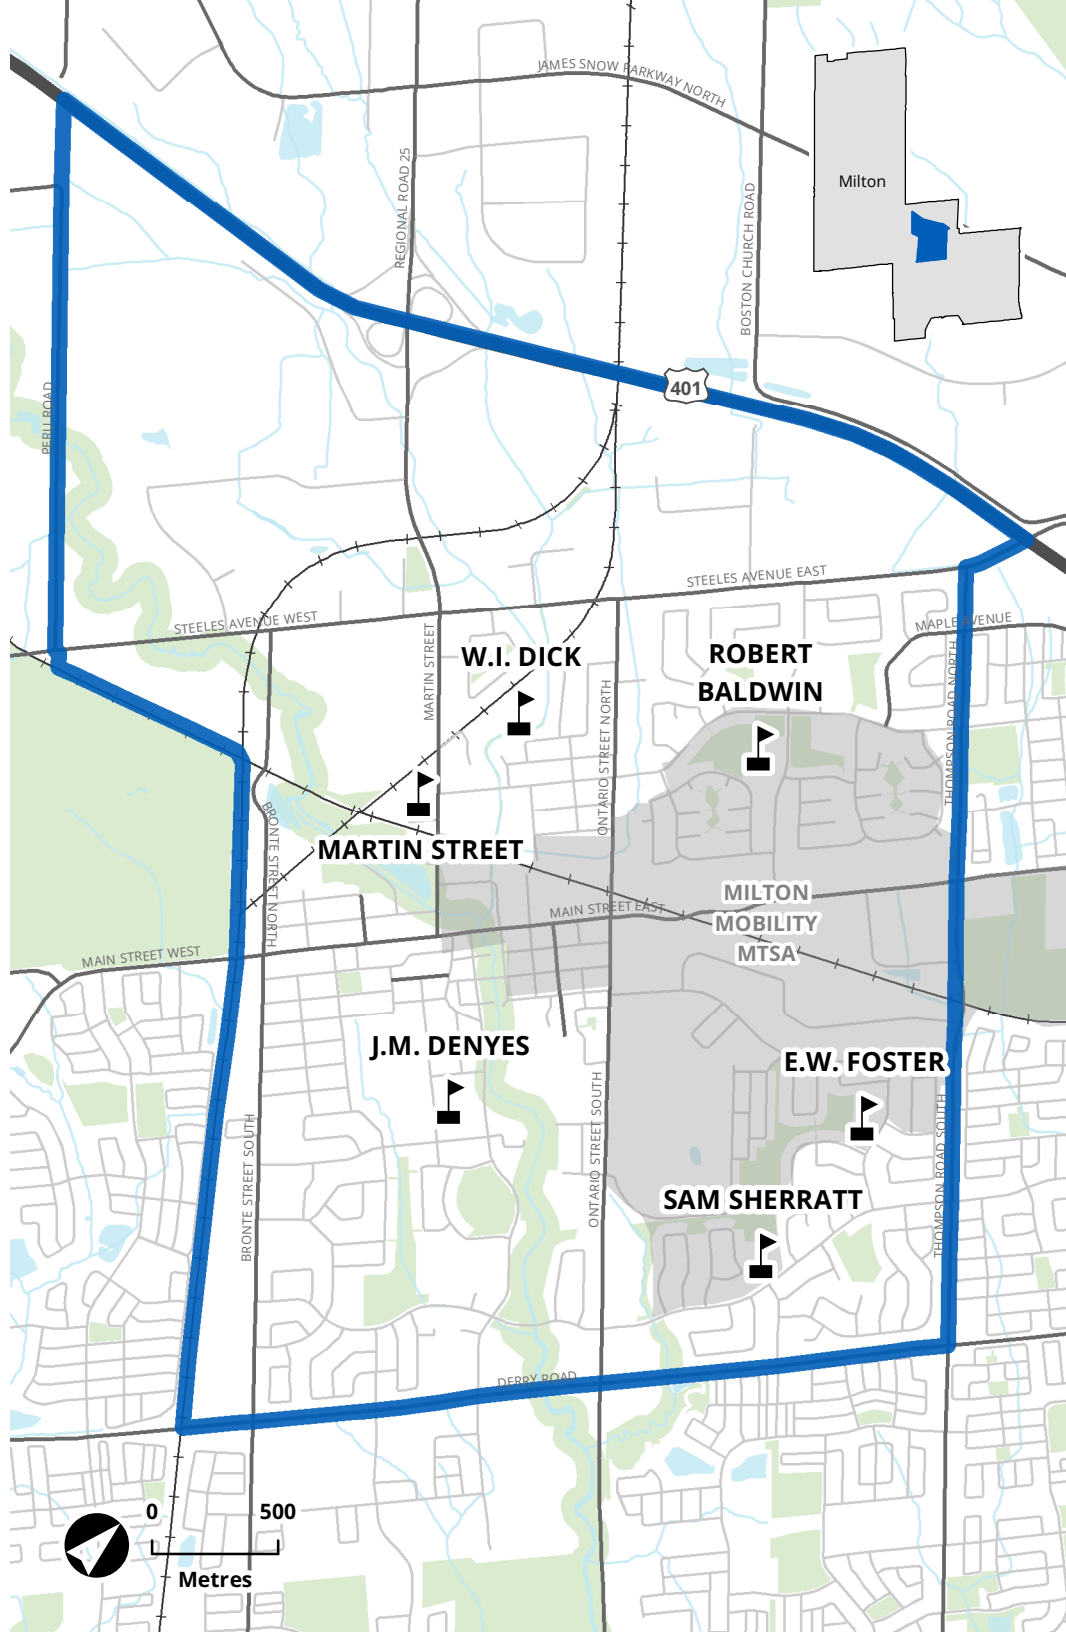 JAMES SNOW PARKWAY NORTH
REGIONAL ROAD 25
BOSTON CHURCH ROAD
Milton
401
PERU ROAD
STEELES AVENUE EAST
STEELES AVENUE WEST
MAPLE AVENUE
MARTIN STREET
W.I. DICK
ROBERT
BALDWIN
ONTARIO STREET NORTH
THOMPSON ROAD NORTH
BRONTE STREET NORTH
MARTIN STREET
MILTON
MOBILITY
MTSA
MAIN STREET EAST
MAIN STREET WEST
J.M. DENYES
E.W. FOSTER
ONTARIO STREET SOUTH
BRONTE STREET SOUTH
THOMPSON ROAD SOUTH
SAM SHERRATT
DERRY ROAD
0 500
Metres